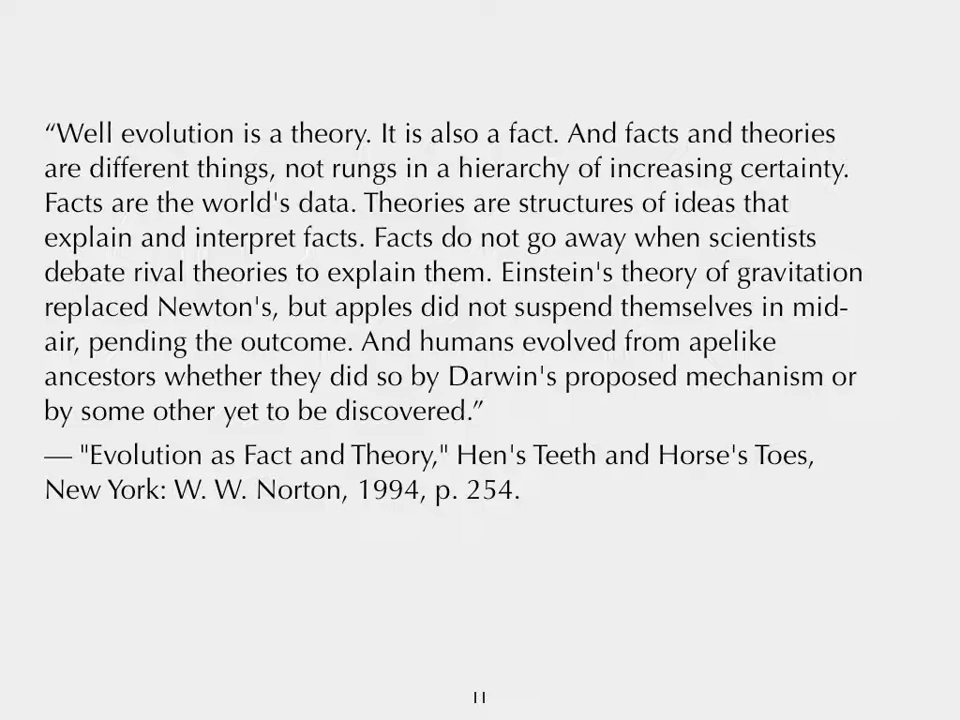 “Well evolution is a theory. It is also a fact. And facts and theories
are different things, not rungs in a hierarchy of increasing certainty.
Facts are the world's data. Theories are structures of ideas that
explain and interpret facts. Facts do not go away when scientists
debate rival theories to explain them. Einstein's theory of gravitation
replaced Newton's, but apples did not suspend themselves in mid-
air, pending the outcome. And humans evolved from apelike
ancestors whether they did so by Darwin's proposed mechanism or
by some other yet to be discovered.”
— "Evolution as Fact and Theory," Hen's Teeth and Horse's Toes,
New York: W. W. Norton, 1994, p. 254.
11